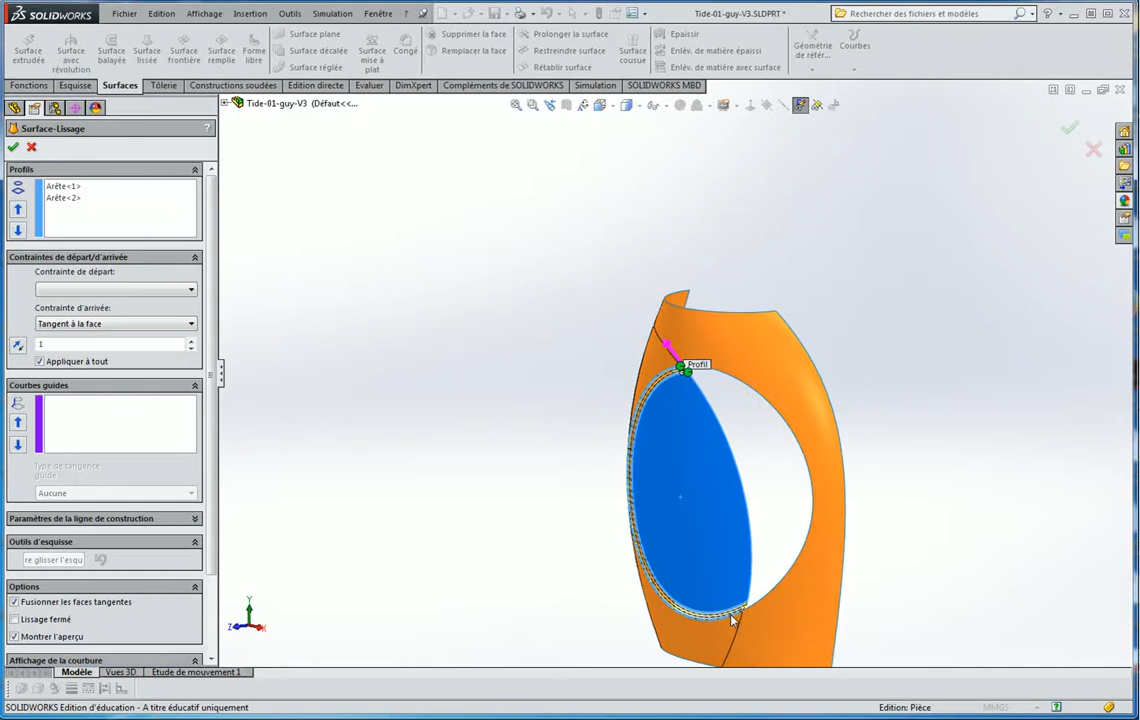 SOLIDWORKS
Fichier Edition Affichage Insertion Outils Simulation Fenêtre
Tide-01-guy-V3.SLDPRT *
Rechercher des fichiers et modèles
Surface extrudée
Surface avec révolution
Surface balayée
Surface lissée
Surface frontière
Surface remplie
Forme libre
Surface plane
Surface décalée
Surface réglée
Surface mise à plat
Congé
Supprimer la face
Remplacer la face
Prolonger la surface
Restreindre surface
Rétablir surface
Surface cousue
Epaissir
Enlév. de matière épaissi
Enlév. de matière avec surface
Géométrie de référ...
Courbes
Fonctions Esquisse Surfaces Tôlerie Constructions soudées Edition directe Evaluer DimXpert Compléments de SOLIDWORKS Simulation SOLIDWORKS MBD
Tide-01-guy-V3 (Défaut<<...
Surface-Lissage
?
Profils
Arête<1>
Arête<2>
Contraintes de départ/d'arrivée
Contrainte de départ:
Contrainte d'arrivée:
Tangent à la face
1
Appliquer à tout
Courbes guides
Type de tangence guide :
Aucune
Paramètres de la ligne de construction
Outils d'esquisse
re glisser l'esqu
Options
Fusionner les faces tangentes
Lissage fermé
Montrer l'aperçu
Affichage de la courbure
Profil
Y
Z
X
Modèle Vues 3D Etude de mouvement 1
SOLIDWORKS Edition d'éducation - A titre éducatif uniquement
Edition: Pièce
MMGS